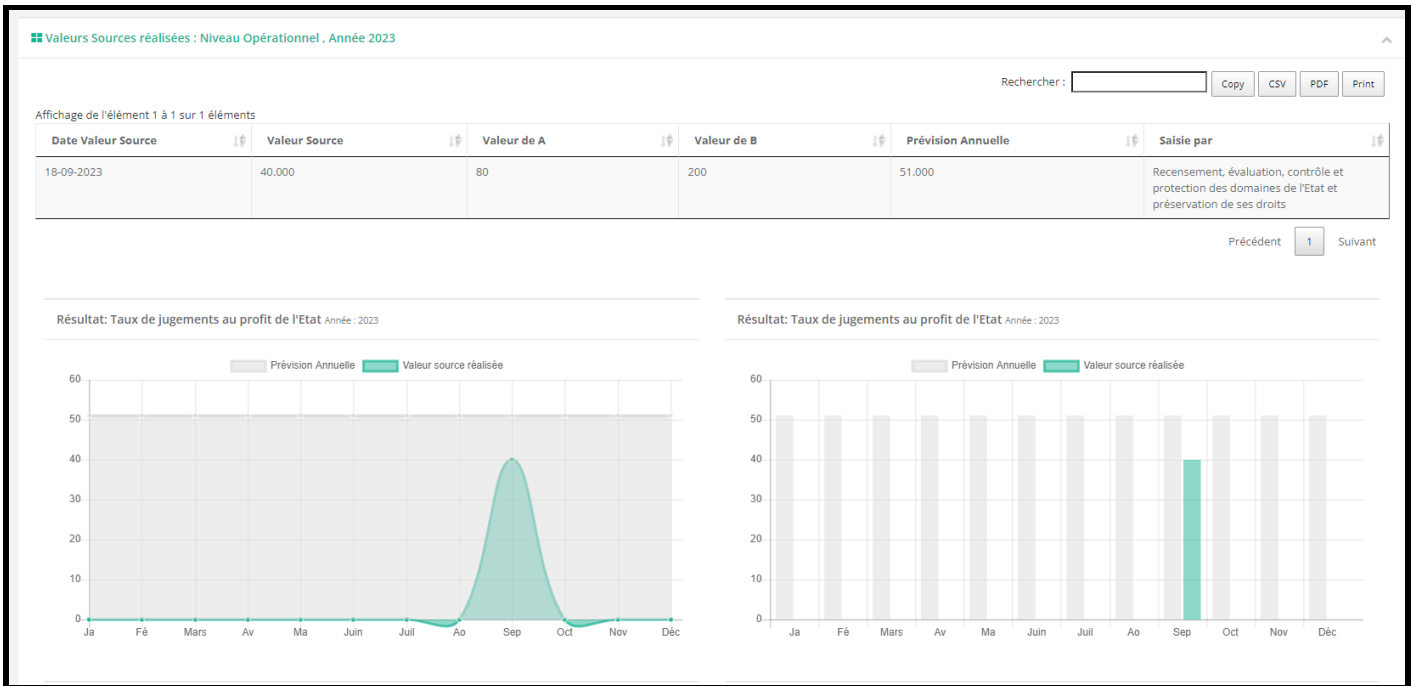 Valeurs Sources réalisées : Niveau Opérationnel , Année 2023
Rechercher :
Copy CSV PDF Print
Affichage de l'élément 1 à 1 sur 1 éléments
Date Valeur Source Valeur Source Valeur de A Valeur de B Prévision Annuelle Saisie par
18-09-2023 40.000 80 200 51.000 Recensement, évaluation, contrôle et
protection des domaines de l'Etat et
préservation de ses droits
Précédent 1 Suivant
Résultat: Taux de jugements au profit de l'Etat Année : 2023
Prévision Annuelle Valeur source réalisée
60
50
40
30
20
10
0
Ja Fé Mars Av Ma Juin Juil Ao Sep Oct Nov Déc
Résultat: Taux de jugements au profit de l'Etat Année : 2023
Prévision Annuelle Valeur source réalisée
60
50
40
30
20
10
0
Ja Fé Mars Av Ma Juin Juil Ao Sep Oct Nov Déc